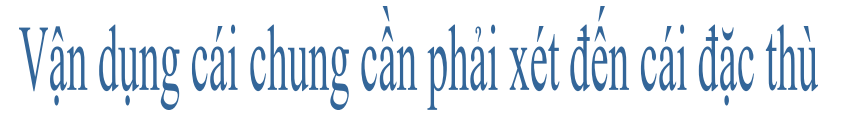 Vận dụng cái chung cần phải xét đến cái đặc thù